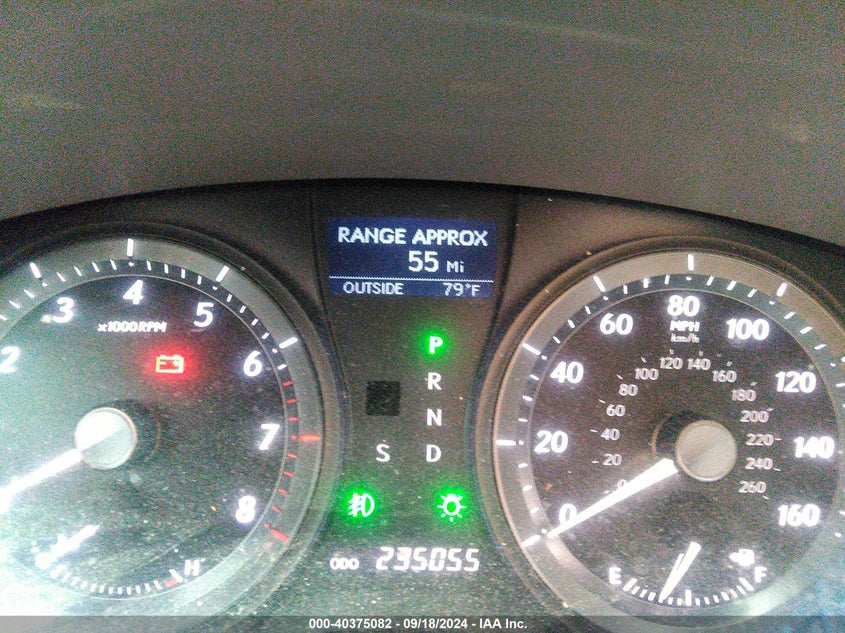 RANGE APPROX
55 Mi
OUTSIDE 79°F
2 3 4 5 6 7 8
x1000RPM
H
P
R
N
S D
ODO 235055
0 20 40 60 80 100 120 140 160
MPH
km/h
0 20 40 60 80 100 120 140 160 180 200 220 240 260
E F
000-40375082 - 09/18/2024 - IAA Inc.